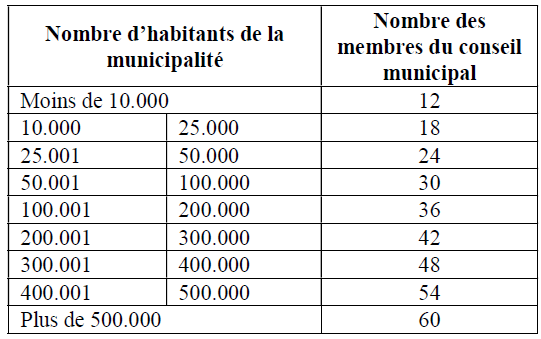 Nombre d’habitants de la
municipalité
Nombre des
membres du conseil
municipal
Moins de 10.000 12
10.000 25.000 18
25.001 50.000 24
50.001 100.000 30
100.001 200.000 36
200.001 300.000 42
300.001 400.000 48
400.001 500.000 54
Plus de 500.000 60